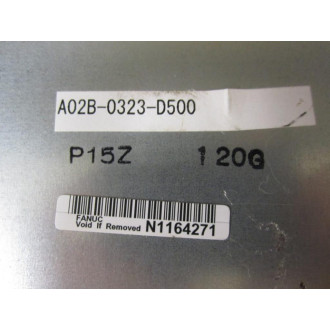 A02B-0323-D500
P15Z 120G
FANUC
Void If Removed N1164271